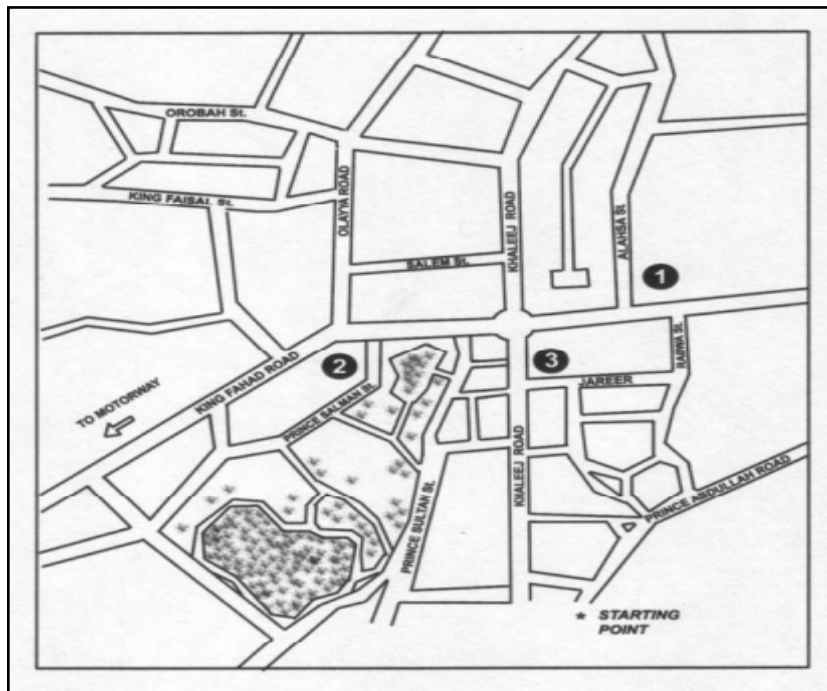 OROBAH St.
KING FAISAL St.
OLAYYA ROAD
KHALEEJ ROAD
ALAHSA St.
SALEM St.
1
2
3
RABWA St.
JAREER
KING FAHAD ROAD
TO MOTORWAY
PRINCE SALMAN St.
KHALEEJ ROAD
PRINCE SULTAN St.
PRINCE ABDULLAH ROAD
* STARTING
POINT